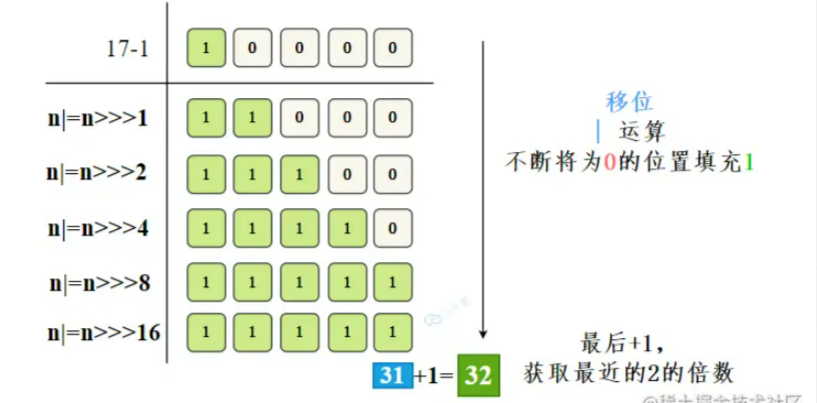 17-1 1 0 0 0 0
n|=n>>>1 1 1 0 0 0
n|=n>>>2 1 1 1 0 0
n|=n>>>4 1 1 1 1 0
n|=n>>>8 1 1 1 1 1
n|=n>>>16 1 1 1 1 1
31+1=32
移位
| 运算
不断将为0的位置填充1
最后+1，
获取最近的2的倍数
@稀土掘金技术社区